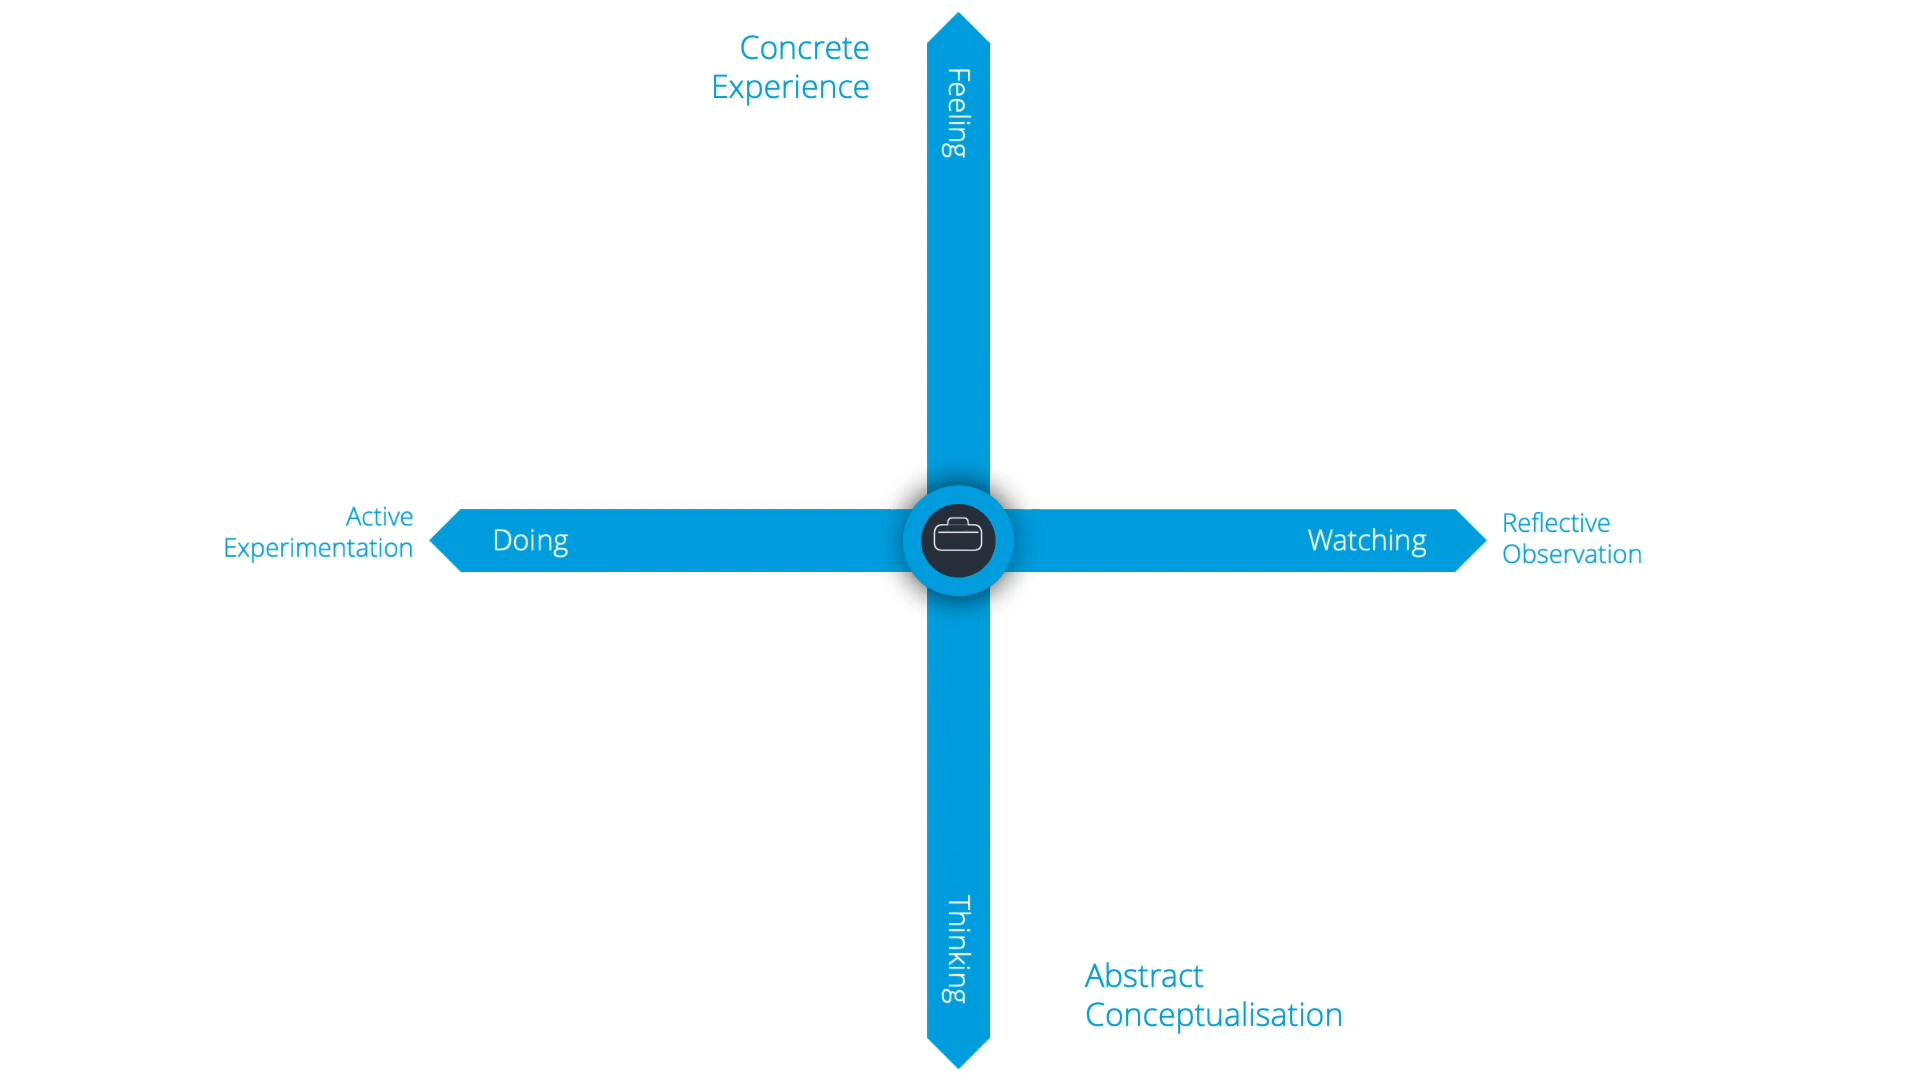 Concrete
Experience
Feeling
Active
Experimentation
Doing
Watching
Reflective
Observation
Thinking
Abstract
Conceptualisation